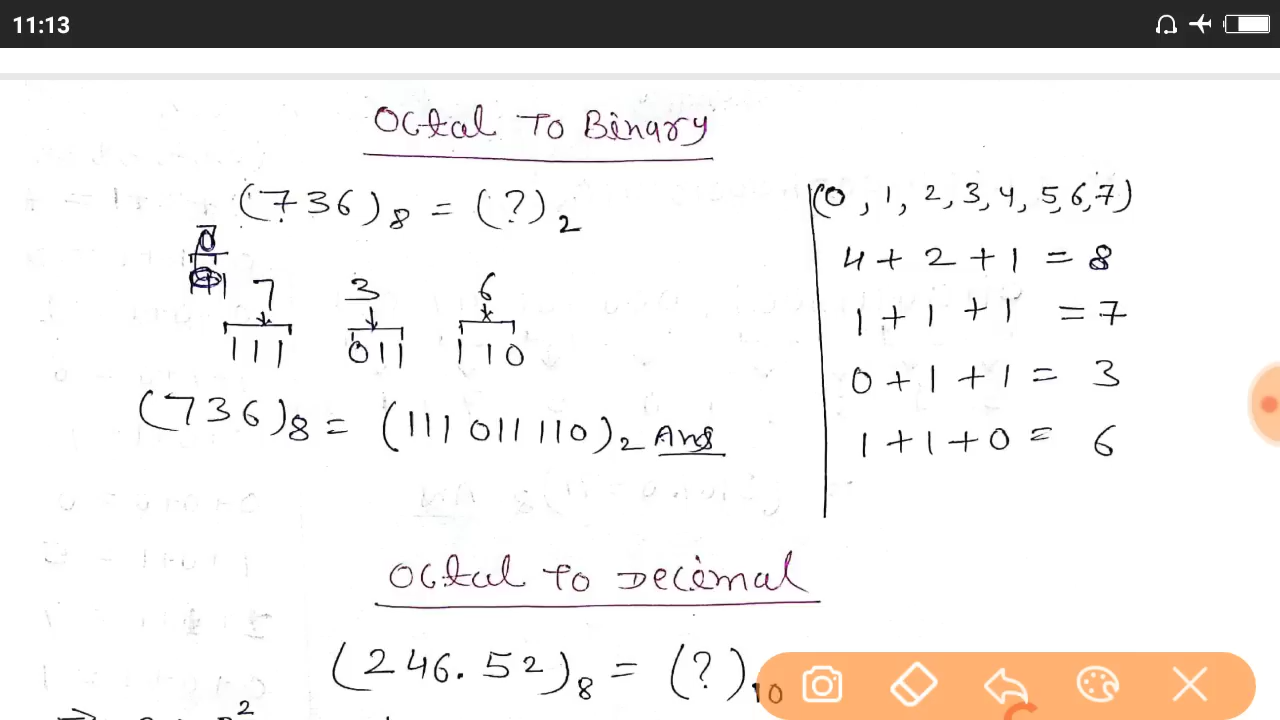 11:13
Octal To Binary
(736)8 = (?)2
7 3 6
111 011 110
(736)8 = (111 011 110)2 Ans
(0, 1, 2, 3, 4, 5, 6, 7)
4 + 2 + 1 = 8
1 + 1 + 1 = 7
0 + 1 + 1 = 3
1 + 1 + 0 = 6
Octal To Decimal
(246.52)8 = (?)10